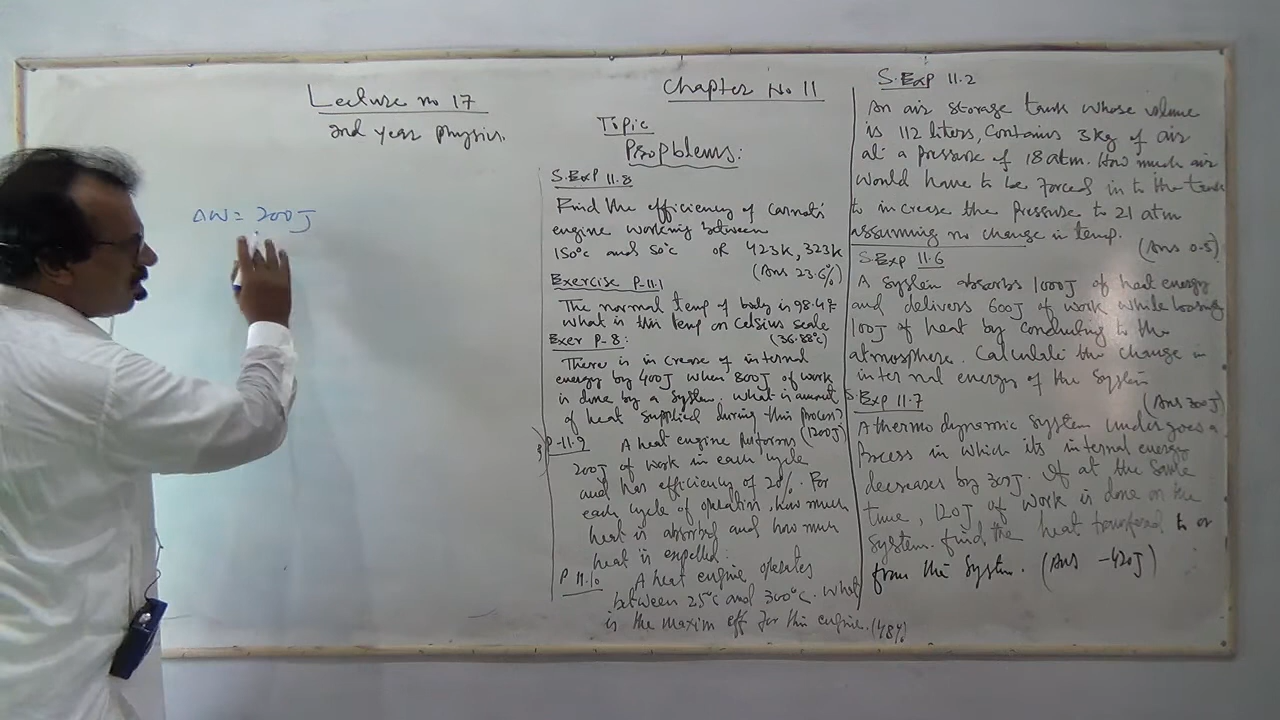 Lecture no 17
2nd year physics.
Chapter No 11
Topic
Proplems:
ΔW = 200J
S.Exp 11.8
Find the efficiency of carnot's
engine working between
150°c and 50°c or 423k, 323k
(Ans 23.6%)
Exercise P-11.1
The normal temp of body is 98.4°F
what is this temp on Celsius scale
(36.88°c)
Exer P-8:
There is increase of internal
energy by 400J when 800J of work
is done by a system. what is amount
of heat supplied during this process?
(1200J)
P-11.9 A heat engine performs
200J of work in each cycle
and has efficiency of 20%. For
each cycle of operation, how much
heat is absorbed and how much
heat is expelled.
P 11.10 A heat engine operates
between 25°c and 300°c. what
is the maxim eff for this engine. (48%)
S.Exp 11.2
An air storage tank whose volume
is 112 liters, contains 3kg of air
at a pressure of 18 atm. How much air
would have to be forced in to the tank
to increase the pressure to 21 atm
assuming no change in temp.
(Ans 0.5)
S.Exp 11.6
A system absorbs 1000J of heat energy
and delivers 600J of work while loosing
100J of heat by conducting to the
atmosphere. Calculate the change in
internal energy of the system
(Ans 300J)
S.Exp 11.7
A thermodynamic system undergoes a
Process in which its internal energy
decreases by 300J. If at the same
time, 120J of work is done on the
system. find the heat transferred to or
from the system. (Ans -420J)